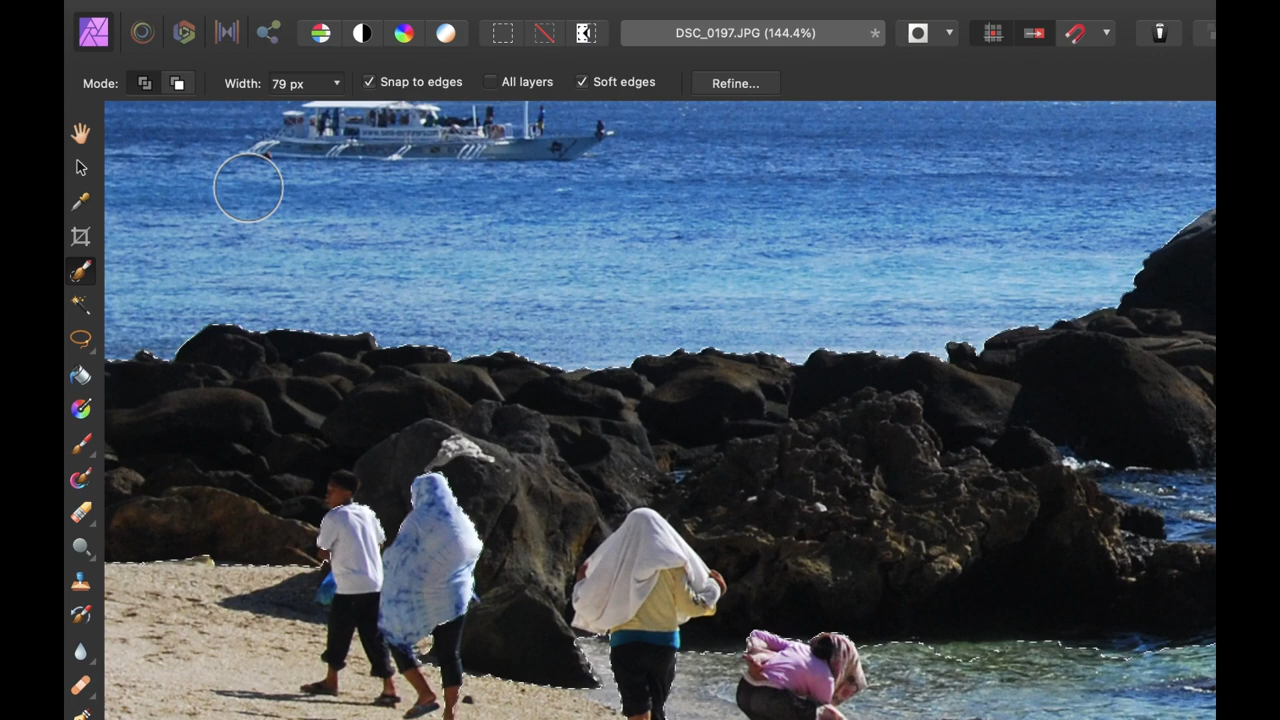 DSC_0197.JPG (144.4%) *
Mode: Width: 79 px Snap to edges All layers Soft edges Refine...